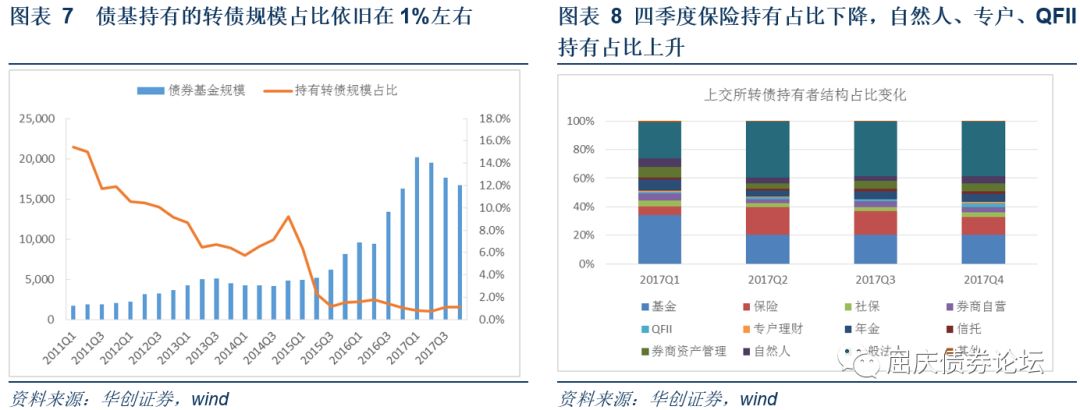 图表 7 债基持有的转债规模占比依旧在 1%左右
债券基金规模
持有转债规模占比
25,000
20,000
15,000
10,000
5,000
0
18.0%
16.0%
14.0%
12.0%
10.0%
8.0%
6.0%
4.0%
2.0%
0.0%
2011Q1
2011Q3
2012Q1
2012Q3
2013Q1
2013Q3
2014Q1
2014Q3
2015Q1
2015Q3
2016Q1
2016Q3
2017Q1
2017Q3
资料来源：华创证券，wind
图表 8 四季度保险持有占比下降，自然人、专户、QFII
持有占比上升
上交所转债持有者结构占比变化
100%
80%
60%
40%
20%
0%
2017Q1 2017Q2 2017Q3 2017Q4
基金 保险 社保 券商自营
QFII 专户理财 年金 信托
券商资产管理 自然人 一般法人 其他
屈庆债券论坛
资料来源：华创证券，wind